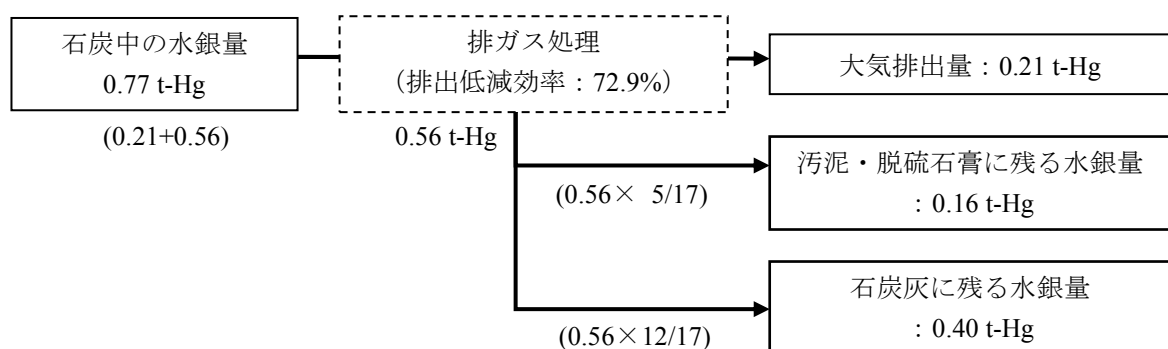 石炭中の水銀量
0.77 t-Hg
(0.21+0.56)
排ガス処理
(排出低減効率：72.9%)
0.56 t-Hg
大気排出量：0.21 t-Hg
(0.56× 5/17)
汚泥・脱硫石膏に残る水銀量
：0.16 t-Hg
(0.56×12/17)
石炭灰に残る水銀量
：0.40 t-Hg